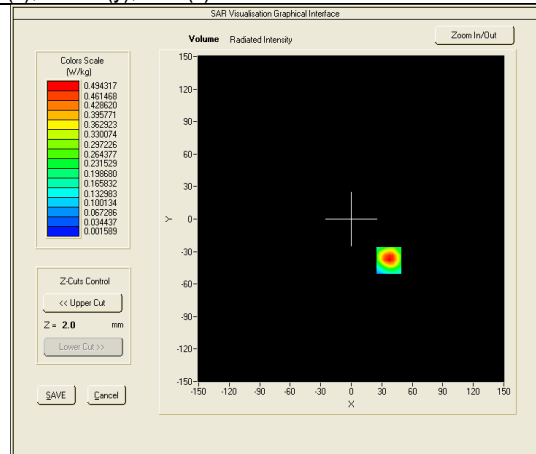 SAR Visualisation Graphical Interface
Volume Radiated Intensity
Zoom In/Out
Colors Scale
(W/kg)
0.494317
0.461468
0.428620
0.395771
0.362923
0.330074
0.297226
0.264377
0.231529
0.198680
0.165832
0.132983
0.100134
0.067286
0.034437
0.001589
Z-Cuts Control
<< Upper Cut
Z = 2.0 mm
Lower Cut >>
SAVE Cancel
150
120
90
60
30
0
-30
-60
-90
-120
-150
Y
-150 -120 -90 -60 -30 0 30 60 90 120 150
X